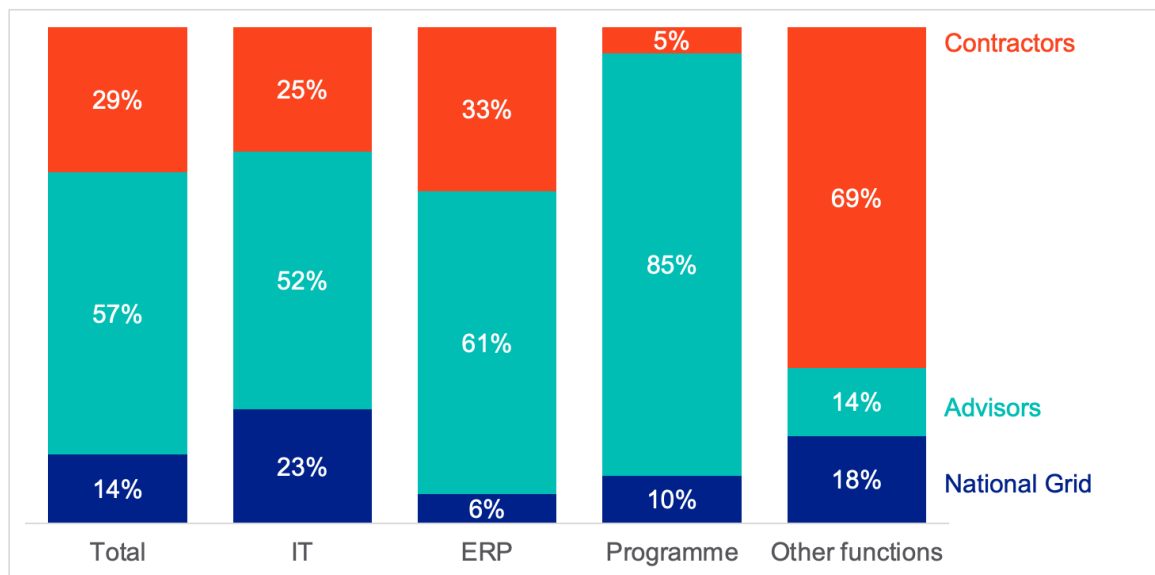 5%
Contractors
29%
25%
33%
69%
85%
52%
57%
61%
14%
Advisors
23%
18%
National Grid
14%
10%
6%
Total
IT
ERP
Programme
Other functions